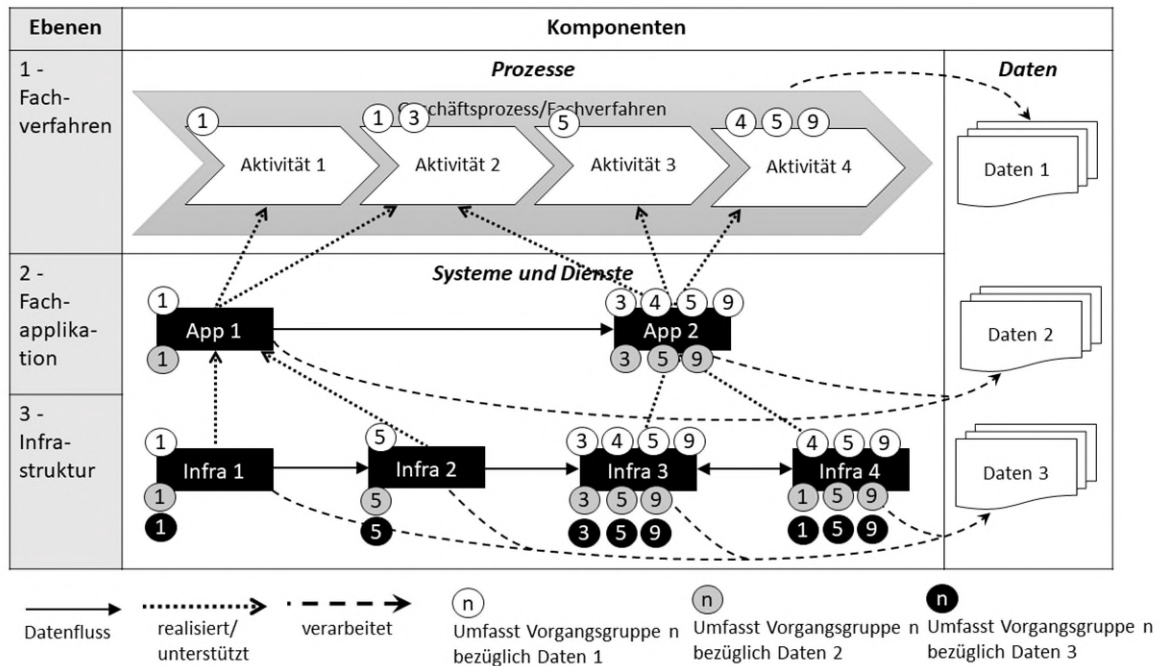 Ebenen
Komponenten
1 -
Fach-
verfahren
Prozesse
Daten
Geschäftsprozess/Fachverfahren
1
1 3
5
4 5 9
Aktivität 1
Aktivität 2
Aktivität 3
Aktivität 4
Daten 1
2 -
Fach-
applika-
tion
Systeme und Dienste
1
3 4 5 9
App 1
App 2
1
3 5 9
Daten 2
3 -
Infra-
struktur
1
5
3 4 5 9
4 5 9
Infra 1
Infra 2
Infra 3
Infra 4
1
5
3 5 9
1 5 9
1
5
3 5 9
1 5 9
Daten 3
Datenfluss
realisiert/
unterstützt
verarbeitet
n
Umfasst Vorgangsgruppe n
bezüglich Daten 1
n
Umfasst Vorgangsgruppe n
bezüglich Daten 2
n
Umfasst Vorgangsgruppe n
bezüglich Daten 3